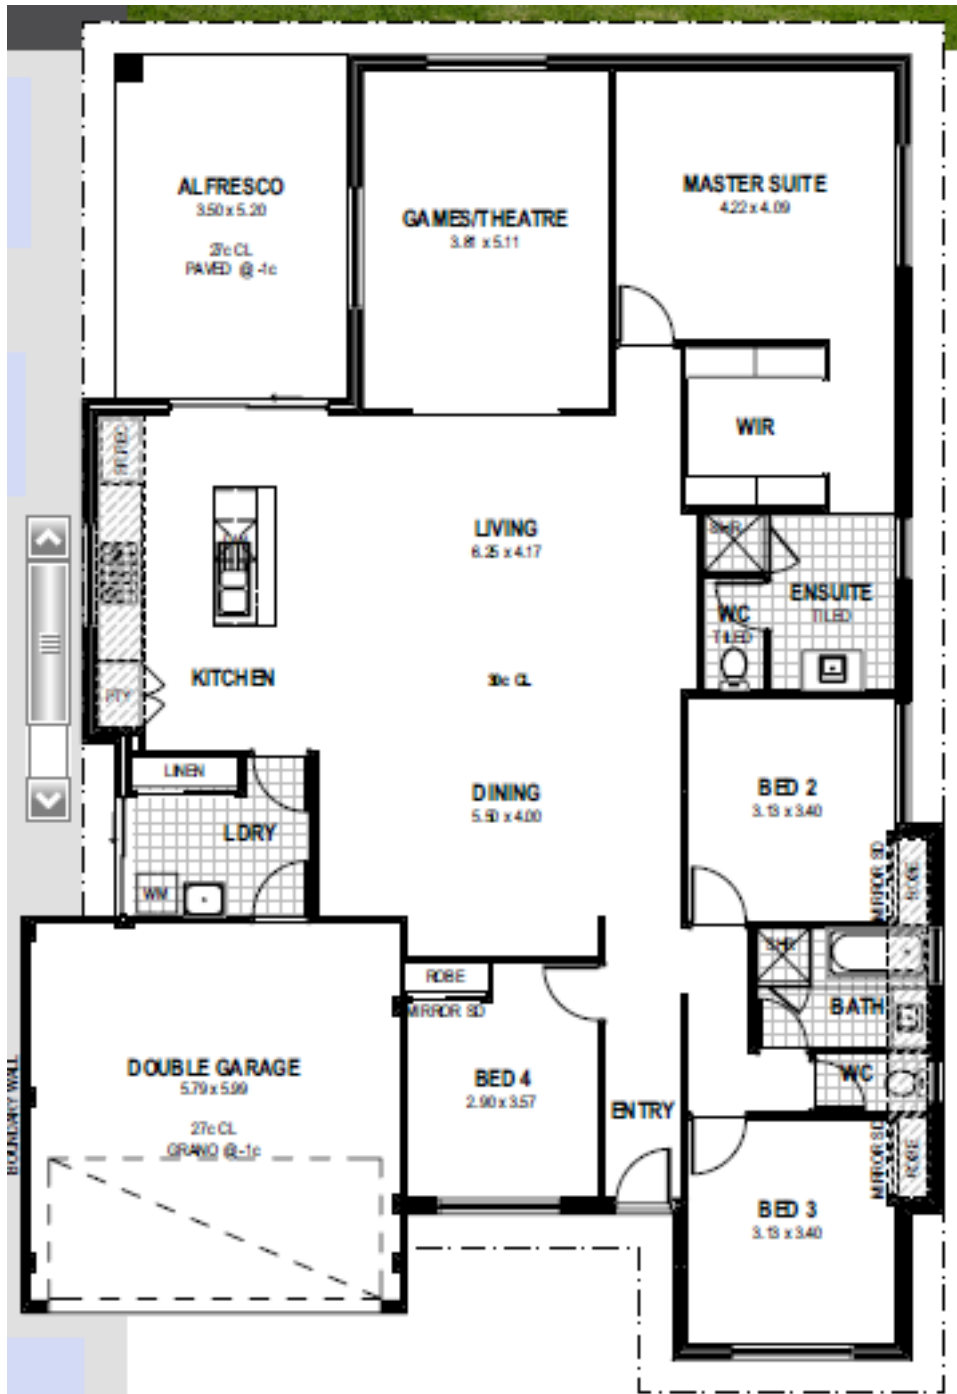 ALFRESCO
3.50 x 5.20
27c CL
PAVED @ -1c
GAMES/THEATRE
3.81 x 5.11
MASTER SUITE
4.22 x 4.09
WIR
LIVING
6.25 x 4.17
SHR
ENSUITE
TILED
WC
TILED
KITCHEN
30c CL
PTY
LINEN
LDRY
WM
DINING
5.50 x 4.00
BED 2
3.13 x 3.40
MIRROR SD
ROBE
SHR
BATH
WC
ROBE
MIRROR SD
BED 4
2.90 x 3.57
ENTRY
DOUBLE GARAGE
5.79 x 5.99
27c CL
GRANO @ -1c
BOUNDARY WALL
MIRROR SD
ROBE
BED 3
3.13 x 3.40